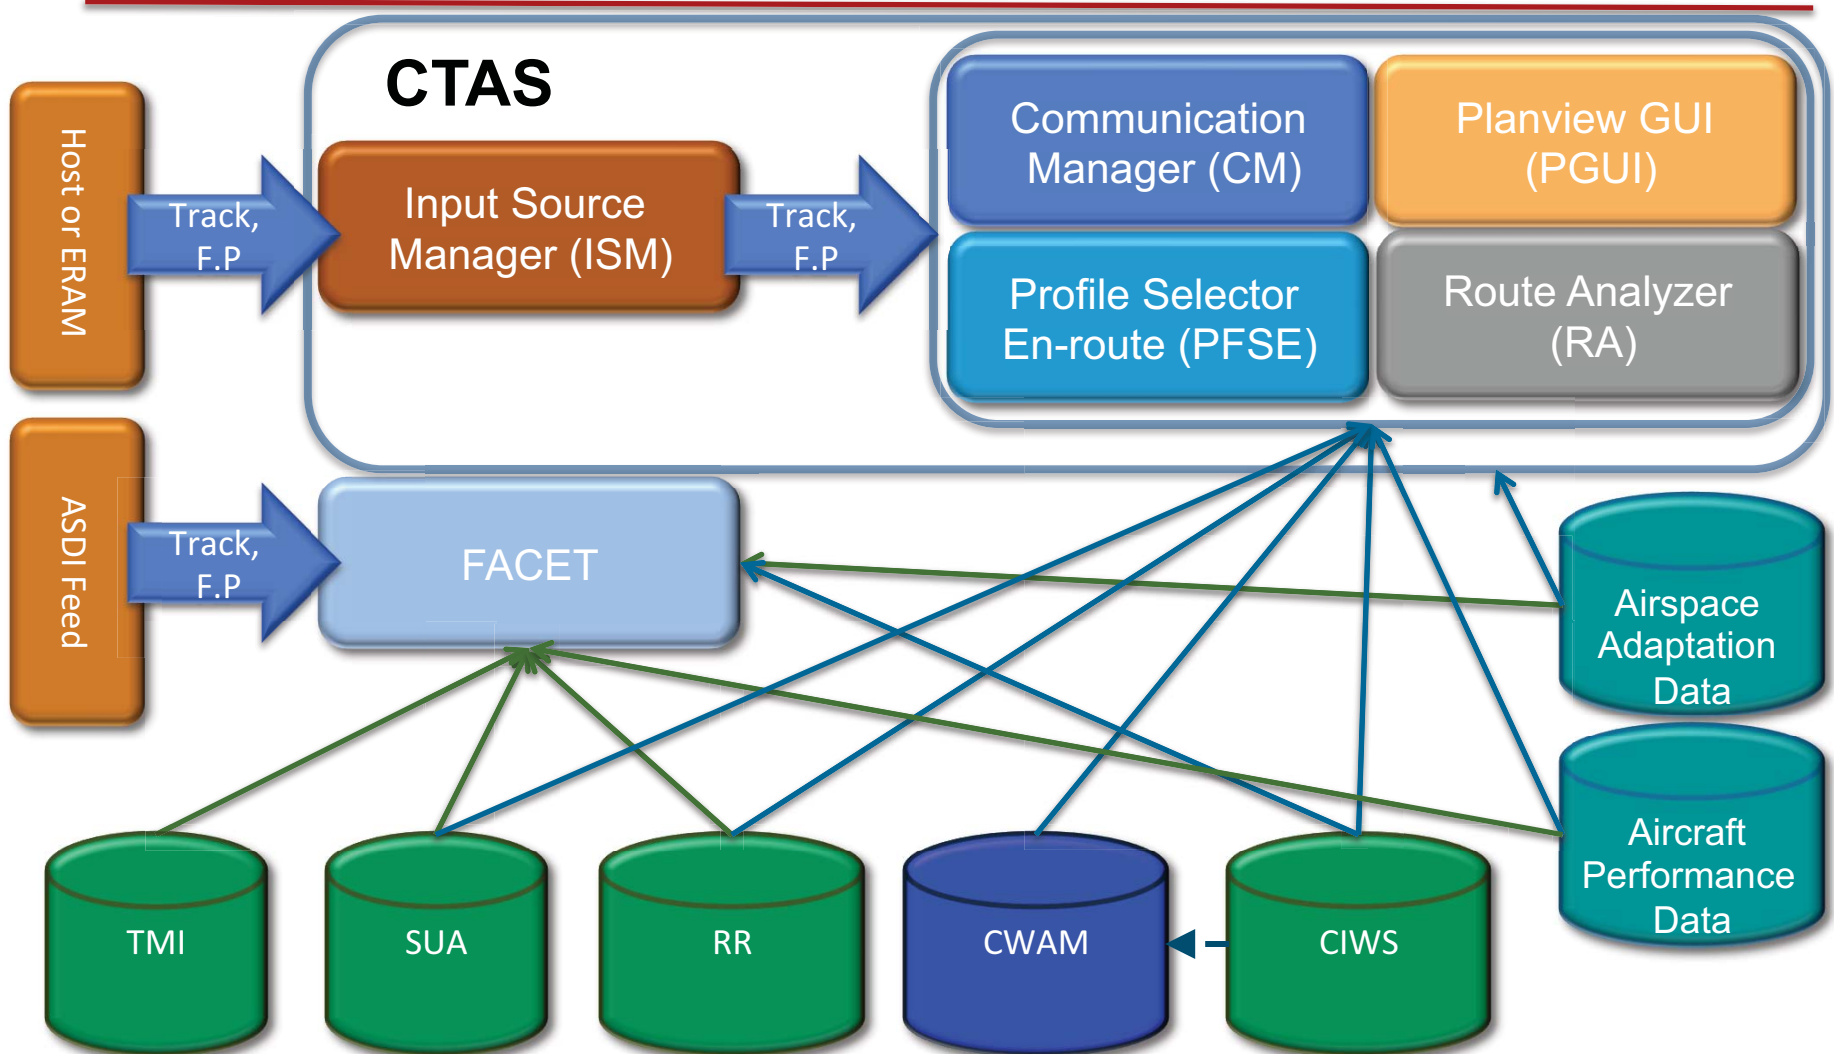 CTAS
Host or ERAM
Track,
F.P
Input Source
Manager (ISM)
Track,
F.P
Communication
Manager (CM)
Planview GUI
(PGUI)
Profile Selector
En-route (PFSE)
Route Analyzer
(RA)
ASDI Feed
Track,
F.P
FACET
Airspace
Adaptation
Data
Aircraft
Performance
Data
TMI
SUA
RR
CWAM
CIWS